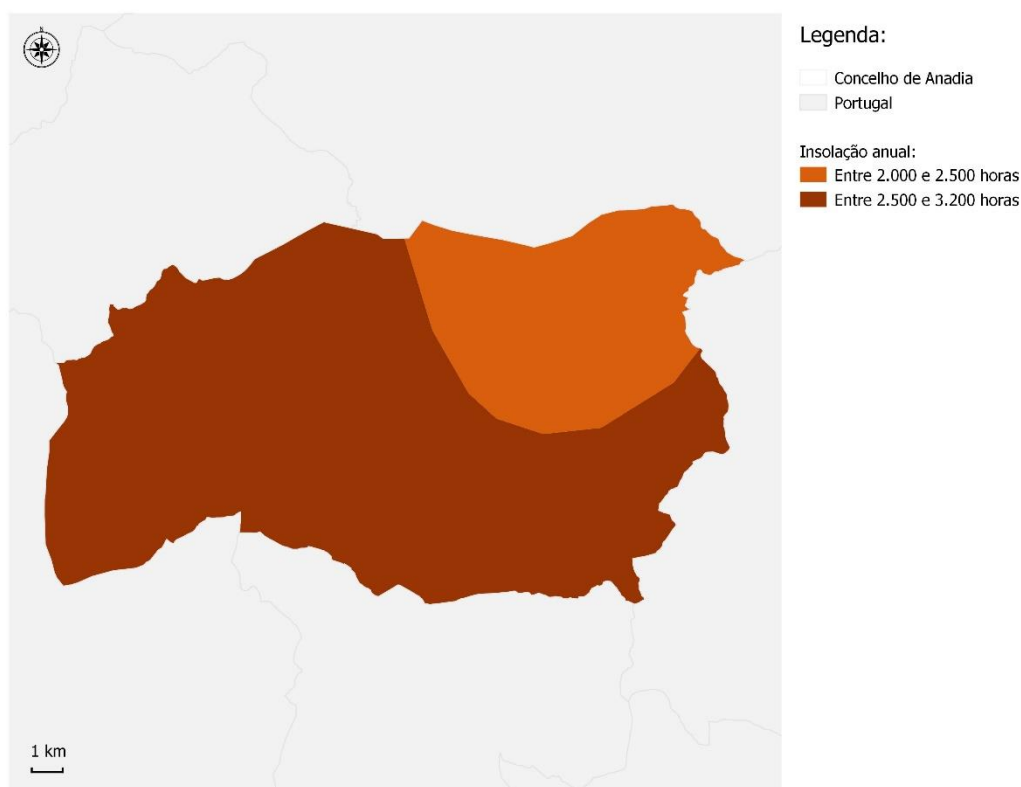 N
Legenda:
Concelho de Anadia
Portugal
Insolação anual:
Entre 2.000 e 2.500 horas
Entre 2.500 e 3.200 horas
1 km